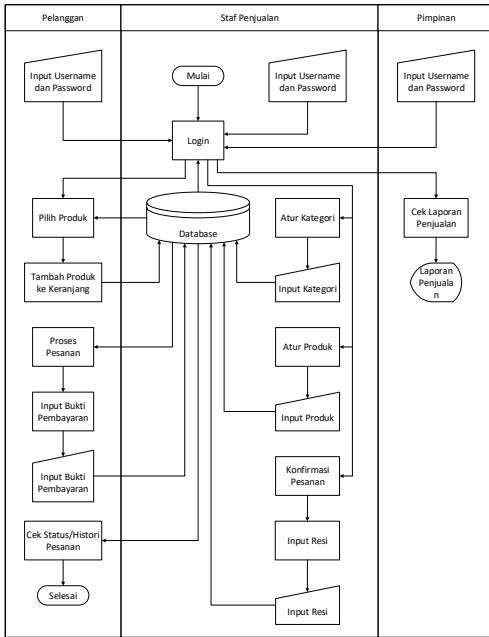 Pelanggan
Staf Penjualan
Pimpinan
Input Username
dan Password
Mulai
Input Username
dan Password
Input Username
dan Password
Login
Pilih Produk
Database
Atur Kategori
Cek Laporan
Penjualan
Tambah Produk
ke Keranjang
Input Kategori
Laporan
Penjuala
n
Proses
Pesanan
Atur Produk
Input Bukti
Pembayaran
Input Produk
Input Bukti
Pembayaran
Konfirmasi
Pesanan
Cek Status/Histori
Pesanan
Input Resi
Selesai
Input Resi